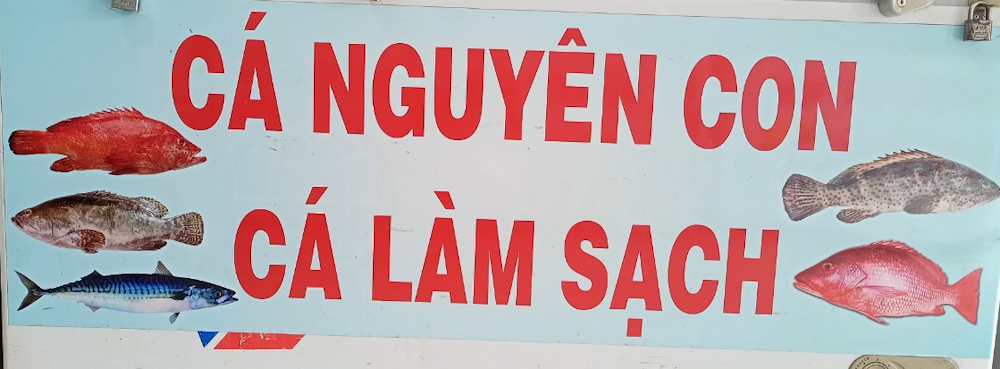 CÁ NGUYÊN CON
CÁ LÀM SẠCH